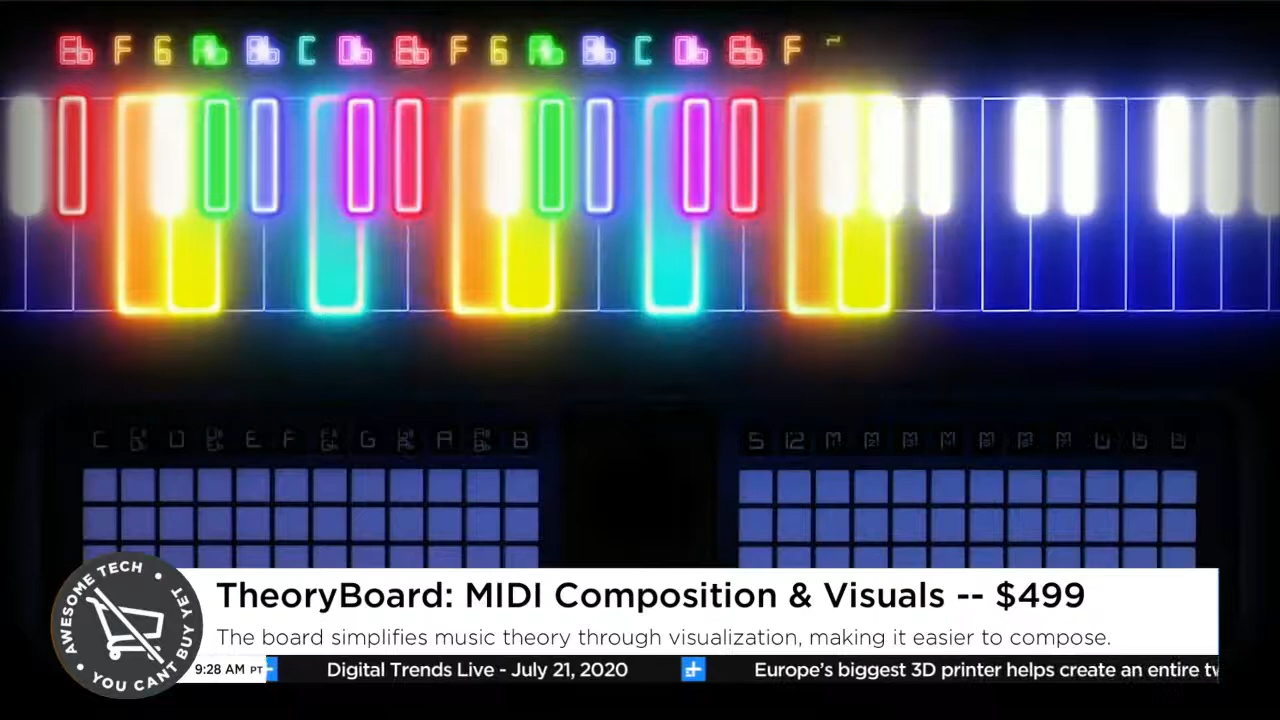 Eb F G Ab Bb C Db Eb F G Ab Bb C Db Eb F
C D E F G A B
S 12 M
AWESOME TECH
YOU CAN'T BUY YET
TheoryBoard: MIDI Composition & Visuals -- $499
The board simplifies music theory through visualization, making it easier to compose.
9:28 AM PT Digital Trends Live - July 21, 2020 Europe's biggest 3D printer helps create an entire